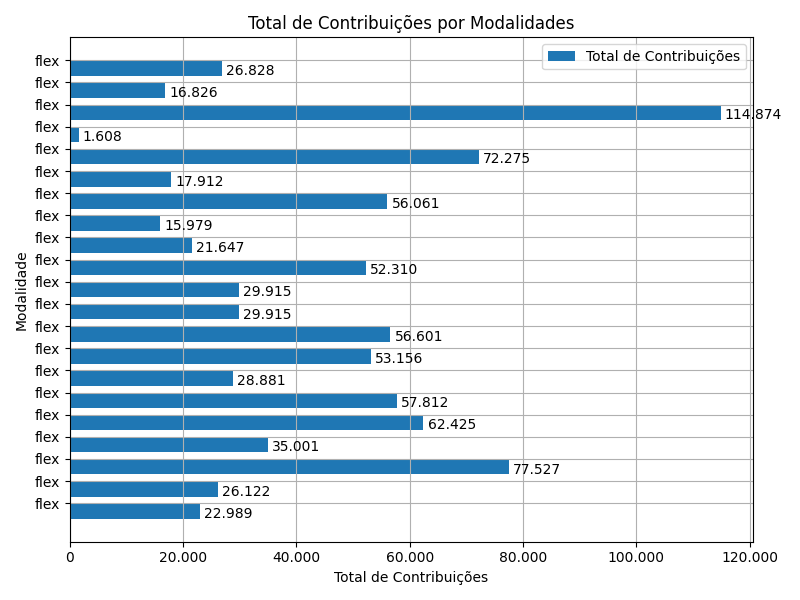 Total de Contribuições por Modalidades
Total de Contribuições
flex 26.828
flex 16.826
flex 114.874
flex 1.608
flex 72.275
flex 17.912
flex 56.061
flex 15.979
flex 21.647
flex 52.310
flex 29.915
flex 29.915
flex 56.601
flex 53.156
flex 28.881
flex 57.812
flex 62.425
flex 35.001
flex 77.527
flex 26.122
flex 22.989
Modalidade
0 20.000 40.000 60.000 80.000 100.000 120.000
Total de Contribuições